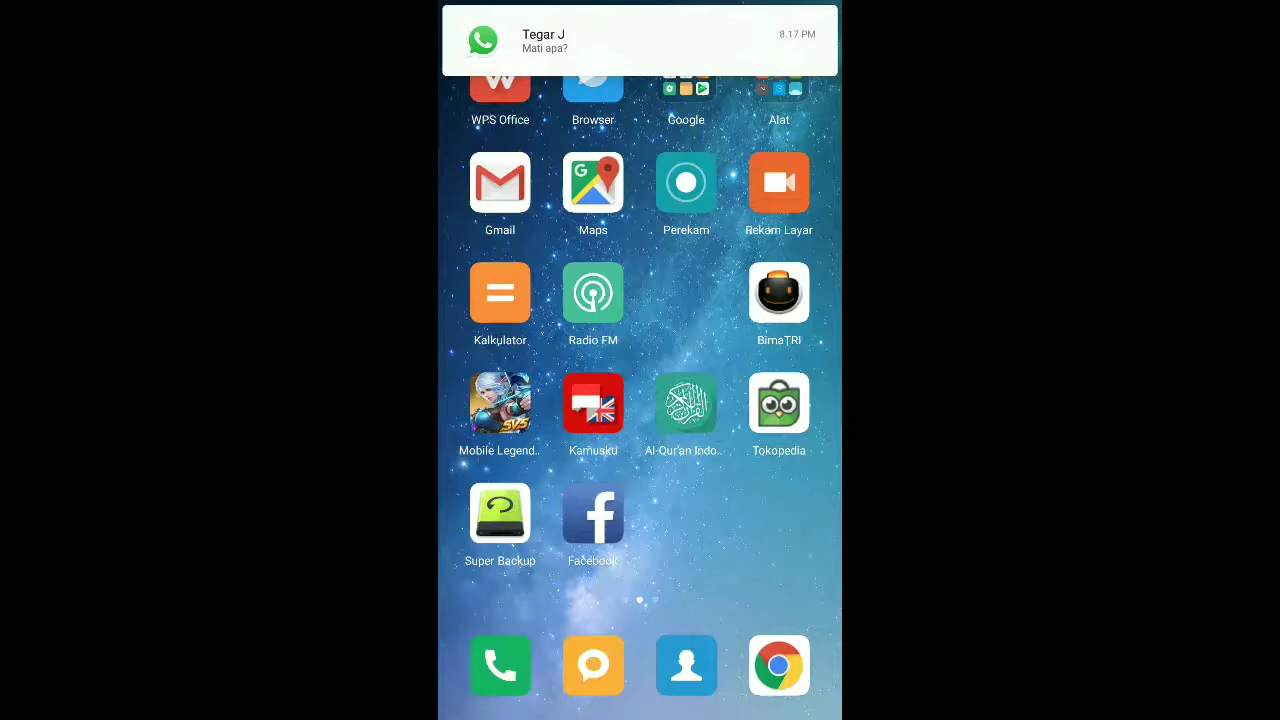 Tegar J
8.17 PM
Mati apa?
WPS Office
Browser
Google
Alat
Gmail
Maps
Perekam
Rekam Layar
Kalkulator
Radio FM
BimaTRI
Mobile Legend..
Kamusku
Al-Qur'an Indo..
Tokopedia
Super Backup
Facebook